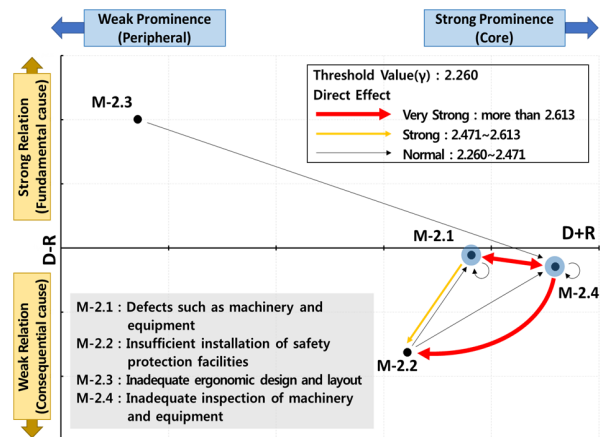 Weak Prominence
(Peripheral)
Strong Prominence
(Core)
Strong Relation
(Fundamental cause)
Threshold Value(γ) : 2.260
Direct Effect
Very Strong : more than 2.613
Strong : 2.471~2.613
Normal : 2.260~2.471
M-2.3
D-R
D+R
M-2.1
M-2.4
M-2.2
Weak Relation
(Consequential cause)
M-2.1 : Defects such as machinery and
equipment
M-2.2 : Insufficient installation of safety
protection facilities
M-2.3 : Inadequate ergonomic design and layout
M-2.4 : Inadequate inspection of machinery
and equipment